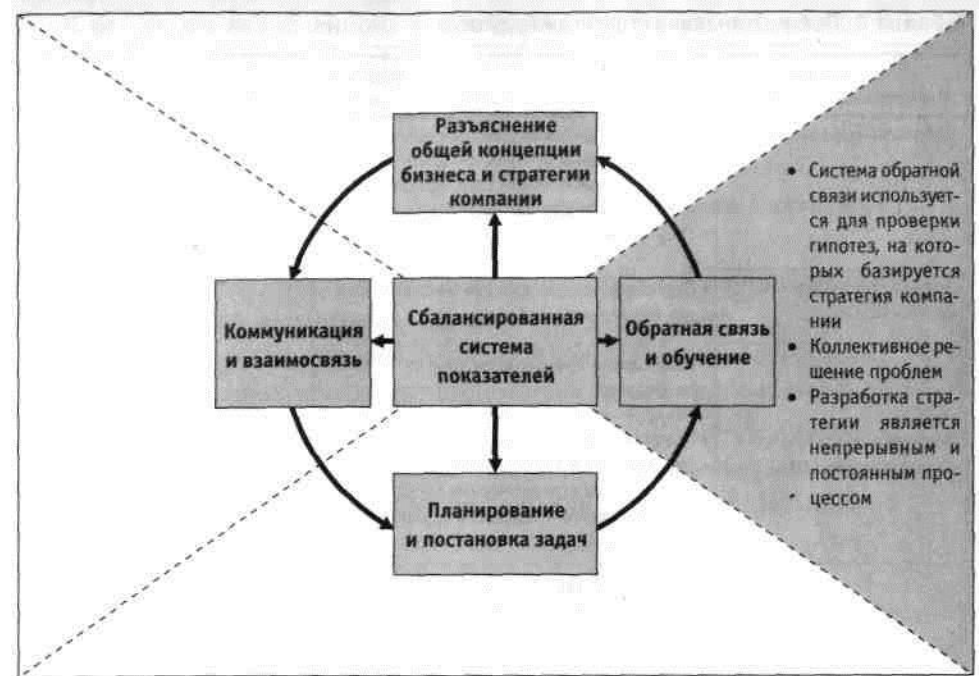 Разъяснение
общей концепции
бизнеса и стратегии
компании
Коммуникация
и взаимосвязь
Сбалансированная
система
показателей
Обратная связь
и обучение
Планирование
и постановка задач
• Система обратной
связи использует-
ся для проверки
гипотез, на кото-
рых базируется
стратегия компа-
нии
• Коллективное ре-
шение проблем
• Разработка стра-
тегии является
непрерывным и
постоянным про-
цессом